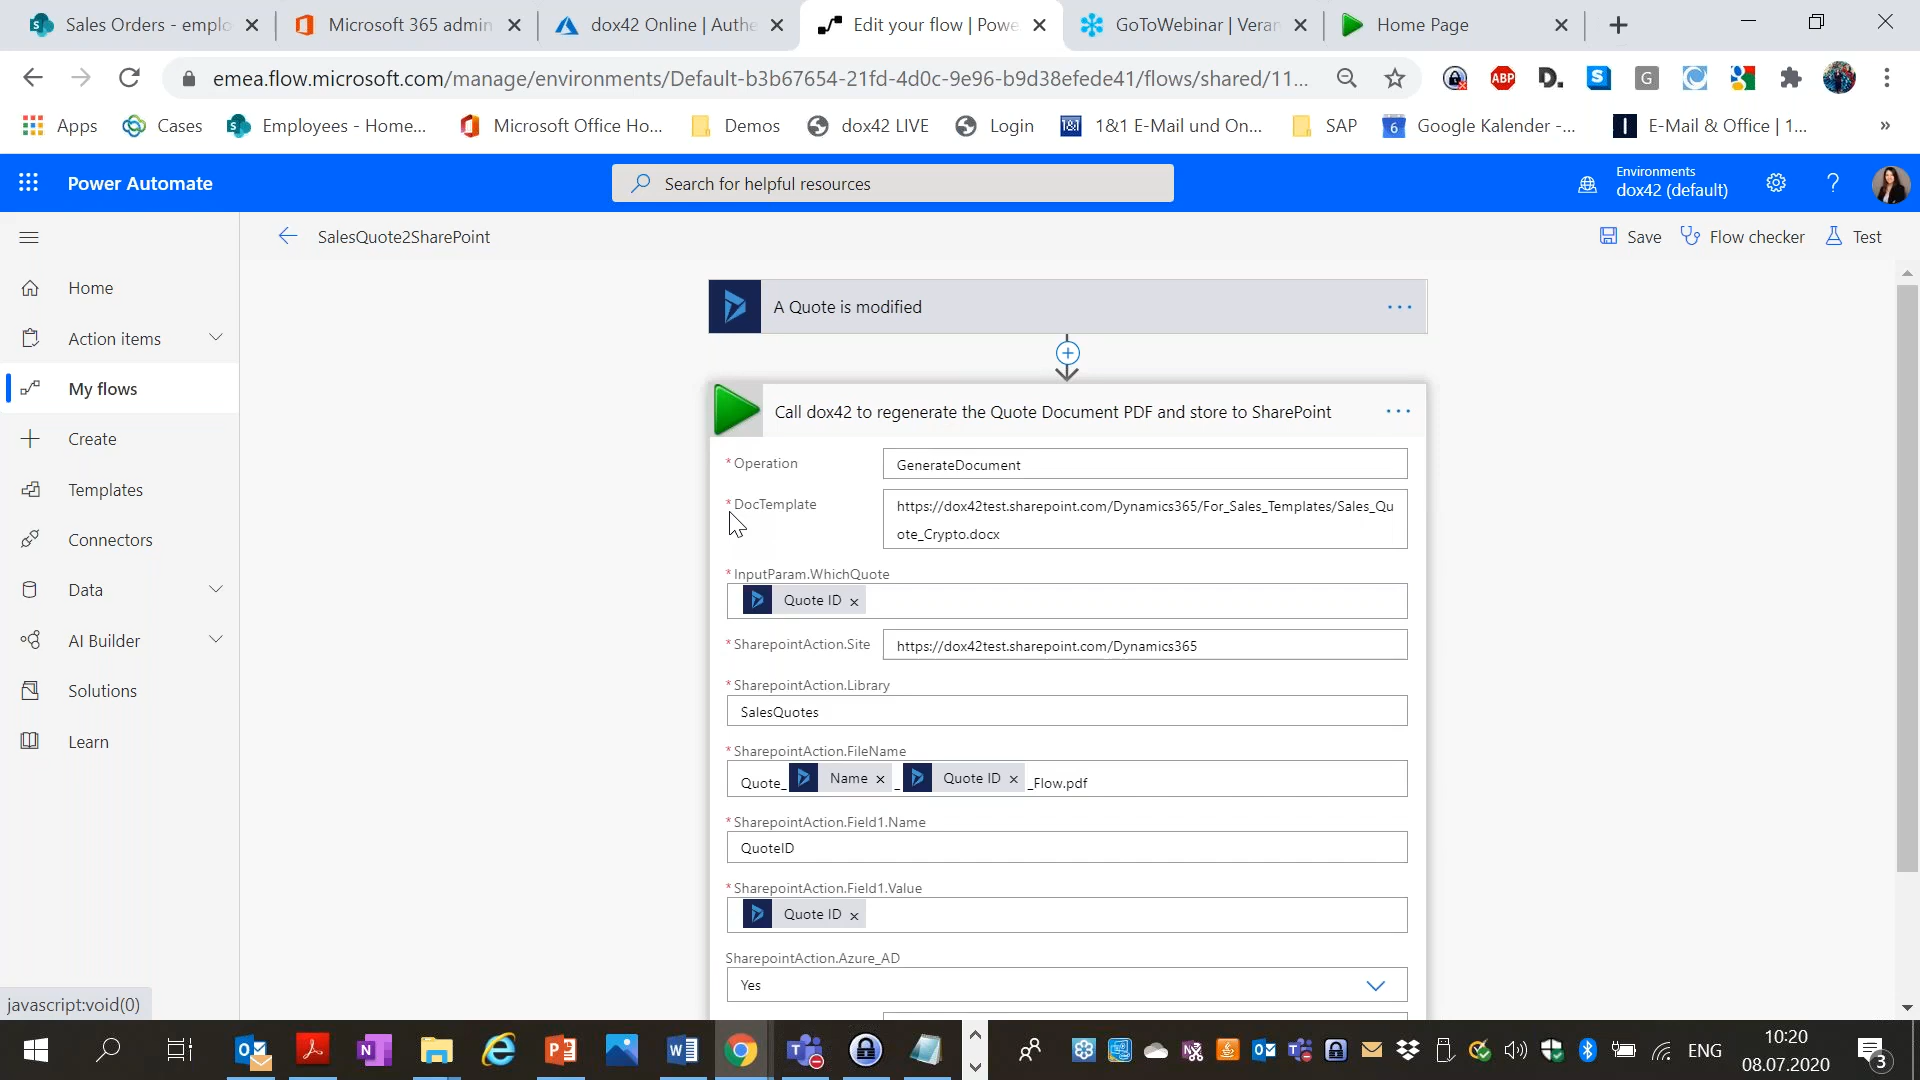 Sales Orders - emplo
Microsoft 365 admin
dox42 Online | Authe
Edit your flow | Powe
GoToWebinar | Veran
Home Page
emea.flow.microsoft.com/manage/environments/Default-b3b67654-21fd-4d0c-9e96-b9d38efede41/flows/shared/11...
ABP
D.
S
G
Apps
Cases
Employees - Home...
Microsoft Office Ho...
Demos
dox42 LIVE
Login
1&1 E-Mail und On...
SAP
6
Google Kalender -...
E-Mail & Office | 1...
»
Power Automate
Search for helpful resources
Environments
dox42 (default)
?
SalesQuote2SharePoint
Save
Flow checker
Test
Home
Action items
My flows
Create
Templates
Connectors
Data
AI Builder
Solutions
Learn
A Quote is modified
...
Call dox42 to regenerate the Quote Document PDF and store to SharePoint
...
* Operation
GenerateDocument
* DocTemplate
https://dox42test.sharepoint.com/Dynamics365/For_Sales_Templates/Sales_Qu
ote_Crypto.docx
* InputParam.WhichQuote
Quote ID ×
* SharepointAction.Site
https://dox42test.sharepoint.com/Dynamics365
* SharepointAction.Library
SalesQuotes
* SharepointAction.FileName
Quote_ Name × _ Quote ID × _Flow.pdf
* SharepointAction.Field1.Name
QuoteID
* SharepointAction.Field1.Value
Quote ID ×
SharepointAction.Azure_AD
Yes
javascript:void(0)
ENG
10:20
08.07.2020
3